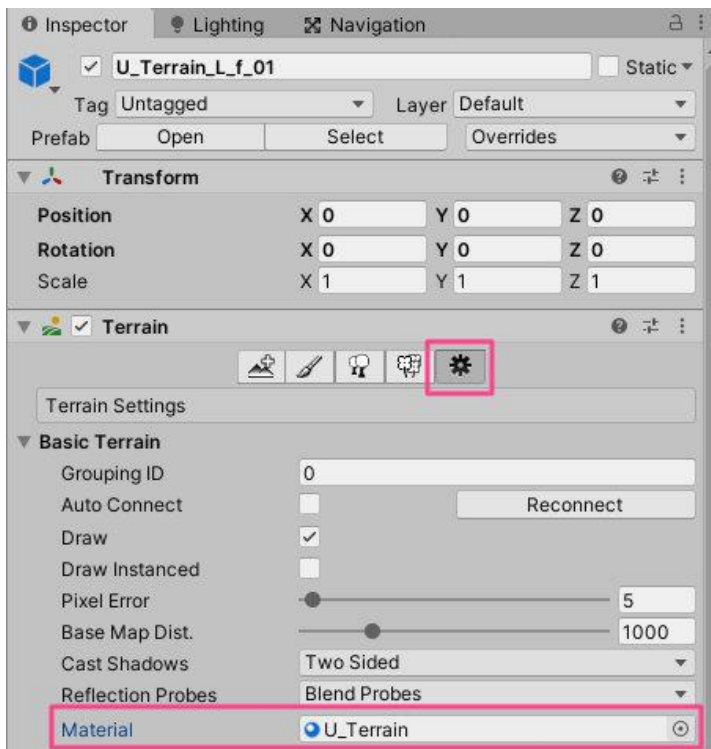 Inspector Lighting Navigation
U_Terrain_L_f_01 Static
Tag Untagged Layer Default
Prefab Open Select Overrides
Transform
Position X 0 Y 0 Z 0
Rotation X 0 Y 0 Z 0
Scale X 1 Y 1 Z 1
Terrain
Terrain Settings
Basic Terrain
Grouping ID 0
Auto Connect Reconnect
Draw
Draw Instanced
Pixel Error 5
Base Map Dist. 1000
Cast Shadows Two Sided
Reflection Probes Blend Probes
Material U_Terrain